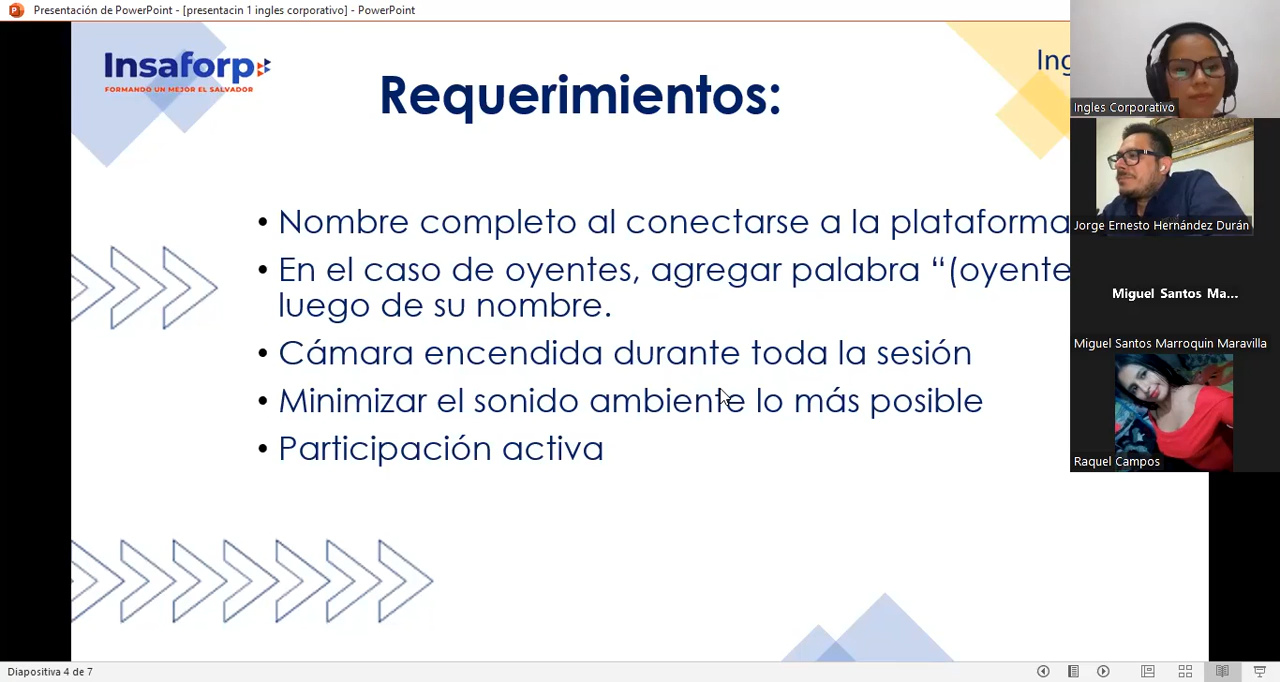 Presentación de PowerPoint - [presentacin 1 ingles corporativo] - PowerPoint
Insaforp
FORMANDO UN MEJOR EL SALVADOR
Requerimientos:
Ing
• Nombre completo al conectarse a la plataforma
• En el caso de oyentes, agregar palabra “(oyente
luego de su nombre.
• Cámara encendida durante toda la sesión
• Minimizar el sonido ambiente lo más posible
• Participación activa
Ingles Corporativo
Jorge Ernesto Hernández Durán
Miguel Santos Ma...
Miguel Santos Marroquin Maravilla
Raquel Campos
Diapositiva 4 de 7